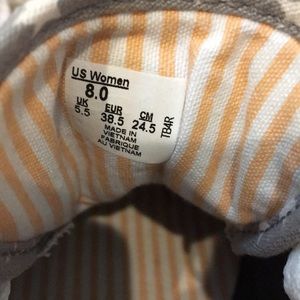 US Women
8.0
UK EUR CM
5.5 38.5 24.5
MADE IN
VIETNAM
FABRIQUE
AU VIETNAM
TB4R